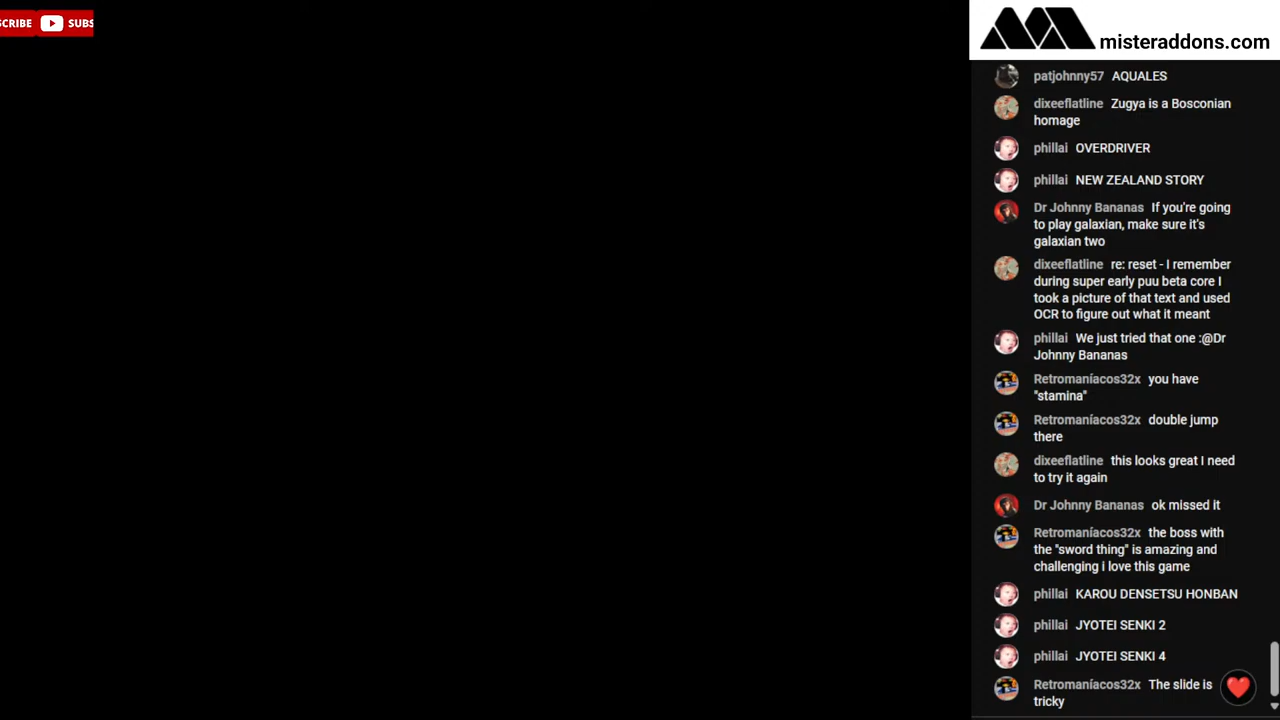 CRIBE
SUBS
misteraddons.com
patjohnny57 AQUALES
dixeeflatline Zugya is a Bosconian
homage
phillai OVERDRIVER
phillai NEW ZEALAND STORY
Dr Johnny Bananas If you're going
to play galaxian, make sure it's
galaxian two
dixeeflatline re: reset - I remember
during super early puu beta core I
took a picture of that text and used
OCR to figure out what it meant
phillai We just tried that one :@Dr
Johnny Bananas
Retromaníacos32x you have
"stamina"
Retromaníacos32x double jump
there
dixeeflatline this looks great I need
to try it again
Dr Johnny Bananas ok missed it
Retromaníacos32x the boss with
the "sword thing" is amazing and
challenging i love this game
phillai KAROU DENSETSU HONBAN
phillai JYOTEI SENKI 2
phillai JYOTEI SENKI 4
Retromaníacos32x The slide is
tricky